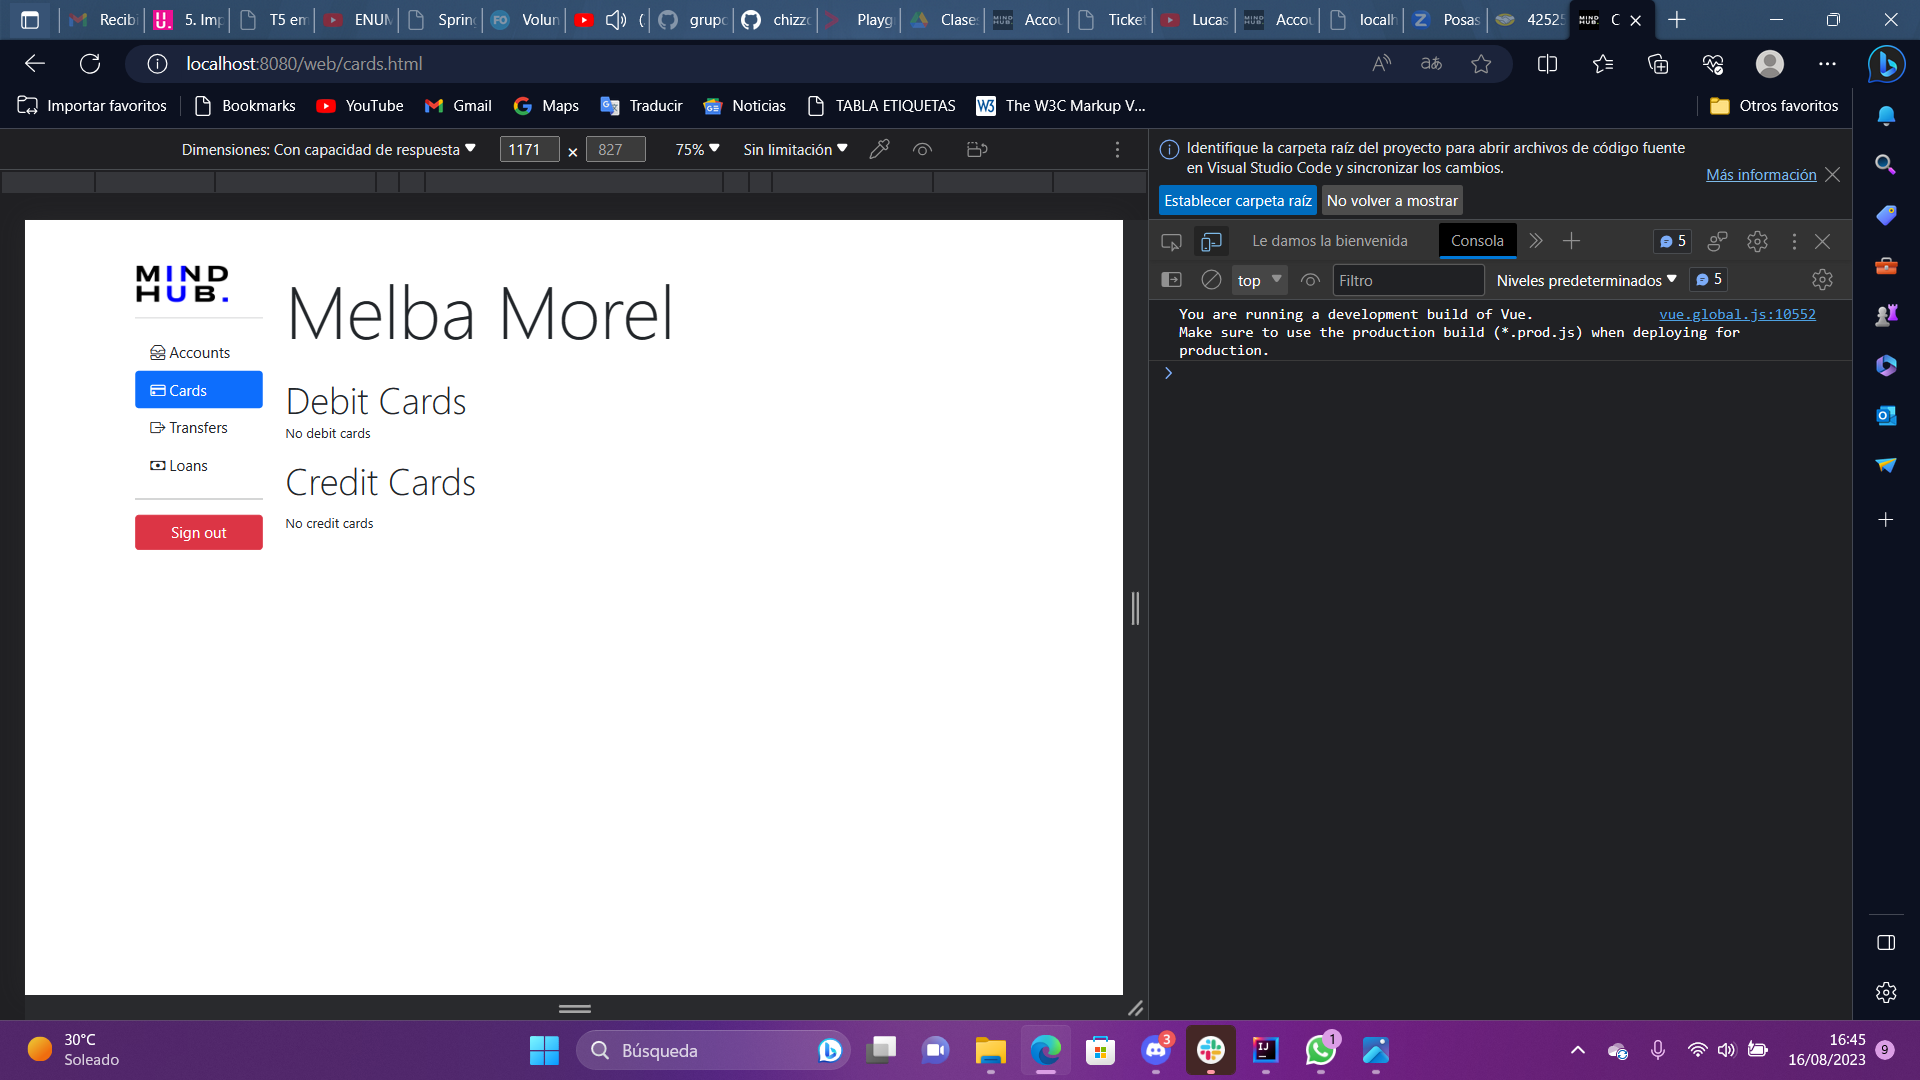 Recibi
5. Imp
T5 em
ENUM
Sprin
Volun
(
grupo
chizzo
Playg
Clase
Accou
Ticket
Lucas
Accou
localh
Posas
42525
C
localhost:8080/web/cards.html
Importar favoritos
Bookmarks
YouTube
Gmail
Maps
Traducir
Noticias
TABLA ETIQUETAS
The W3C Markup V...
Otros favoritos
Dimensiones: Con capacidad de respuesta
1171 × 827
75%
Sin limitación
MIND
HUB.
Accounts
Cards
Transfers
Loans
Sign out
Melba Morel
Debit Cards
No debit cards
Credit Cards
No credit cards
Identifique la carpeta raíz del proyecto para abrir archivos de código fuente
en Visual Studio Code y sincronizar los cambios.
Más información
Establecer carpeta raíz
No volver a mostrar
Le damos la bienvenida
Consola
5
top
Filtro
Niveles predeterminados
5
You are running a development build of Vue.
vue.global.js:10552
Make sure to use the production build (*.prod.js) when deploying for
production.
30°C
Soleado
Búsqueda
3
1
16:45
16/08/2023
9